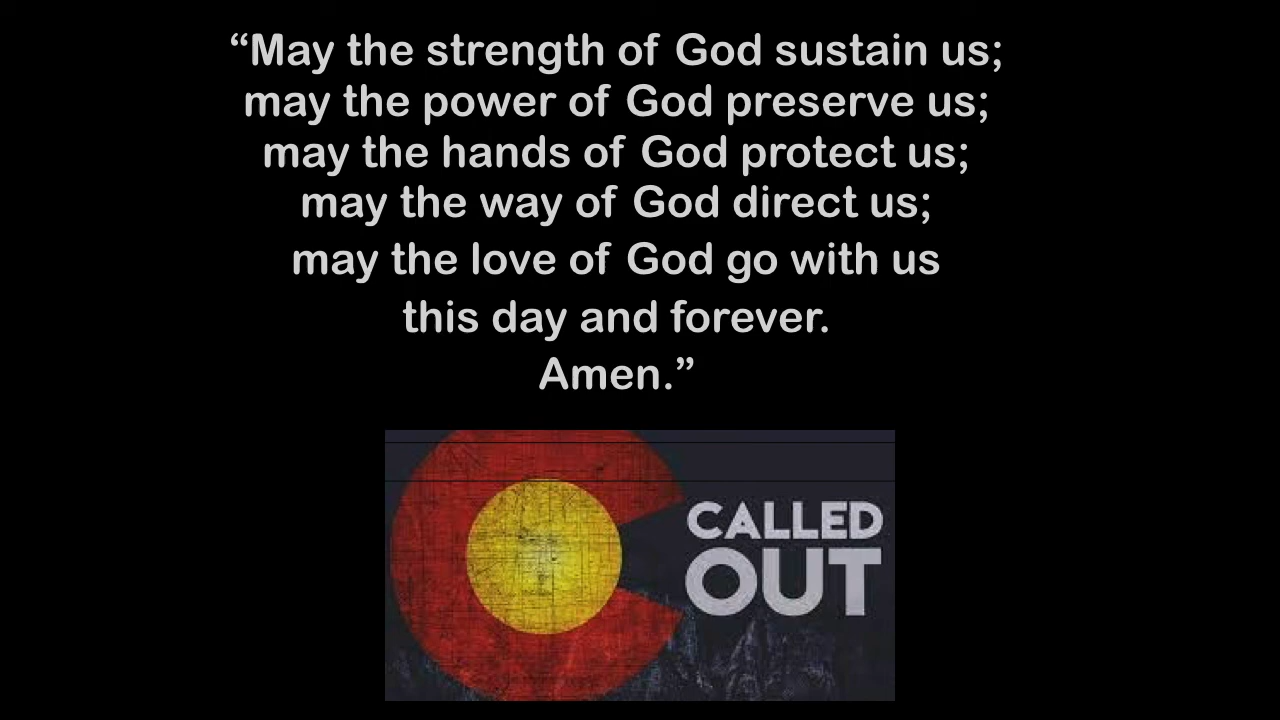 “May the strength of God sustain us;
may the power of God preserve us;
may the hands of God protect us;
may the way of God direct us;
may the love of God go with us
this day and forever.
Amen.”
CALLED
OUT